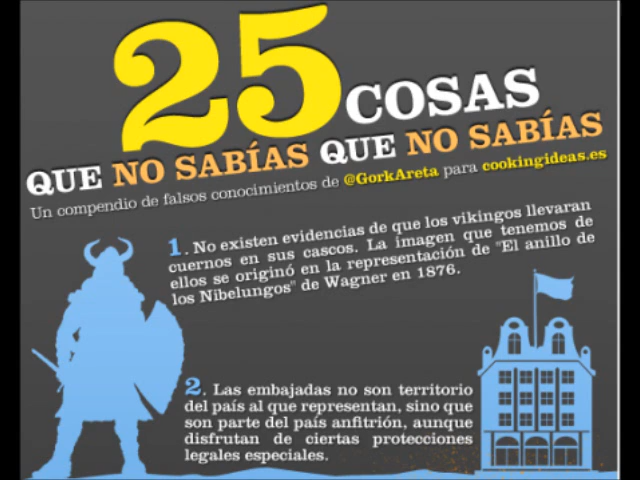 25 COSAS
QUE NO SABÍAS QUE NO SABÍAS
Un compendio de falsos conocimientos de @GorkAreta para cookingideas.es
1. No existen evidencias de que los vikingos llevaran
cuernos en sus cascos. La imagen que tenemos de
ellos se originó en la representación de "El anillo de
los Nibelungos" de Wagner en 1876.
2. Las embajadas no son territorio
del país al que representan, sino que
son parte del país anfitrión, aunque
disfrutan de ciertas protecciones
legales especiales.